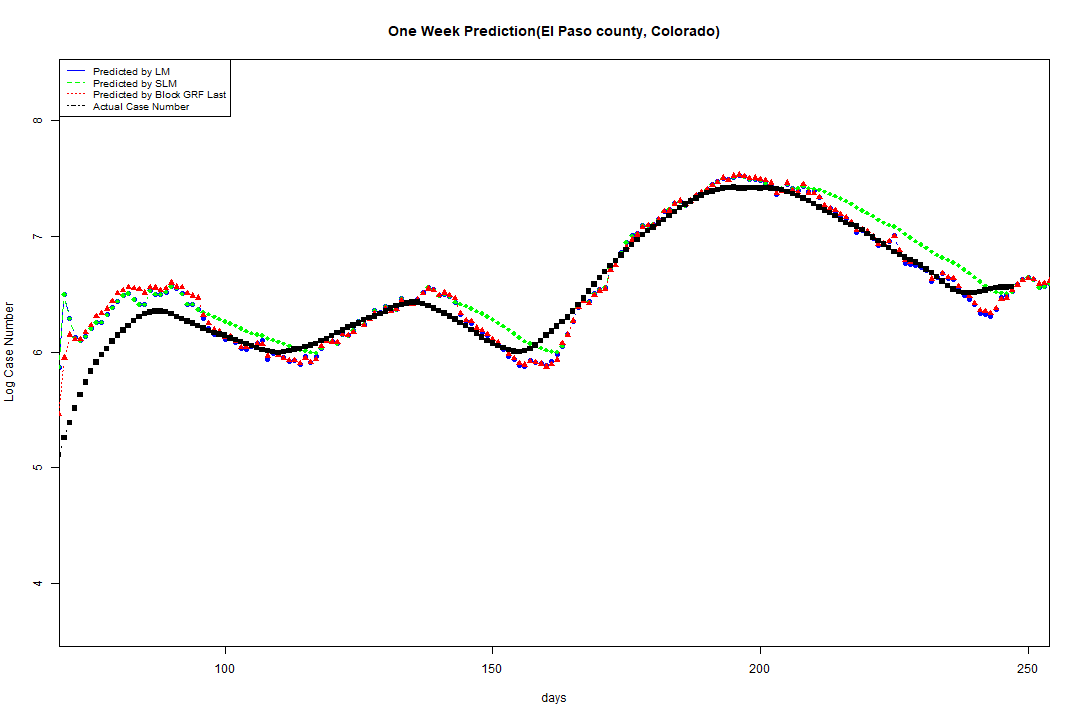 One Week Prediction(El Paso county, Colorado)
Predicted by LM
Predicted by SLM
Predicted by Block GRF Last
Actual Case Number
8
7
6
5
4
Log Case Number
100
150
200
250
days